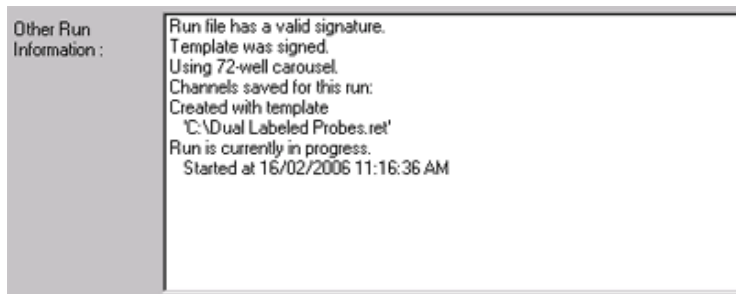 Other Run
Information :
Run file has a valid signature.
Template was signed.
Using 72-well carousel.
Channels saved for this run:
Created with template
'C:\Dual Labeled Probes.ret'
Run is currently in progress.
Started at 16/02/2006 11:16:36 AM